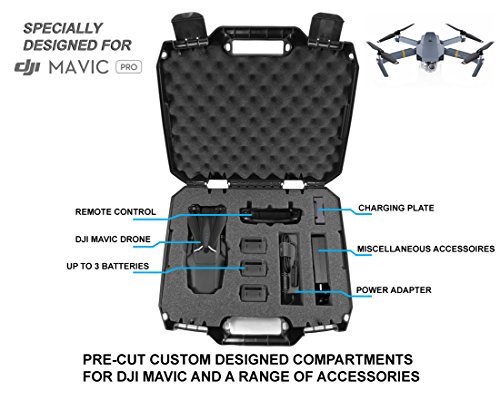 SPECIALLY
DESIGNED FOR
dji MAVIC PRO
REMOTE CONTROL
DJI MAVIC DRONE
UP TO 3 BATTERIES
CHARGING PLATE
MISCELLANEOUS ACCESSOIRES
POWER ADAPTER
PRE-CUT CUSTOM DESIGNED COMPARTMENTS
FOR DJI MAVIC AND A RANGE OF ACCESSORIES